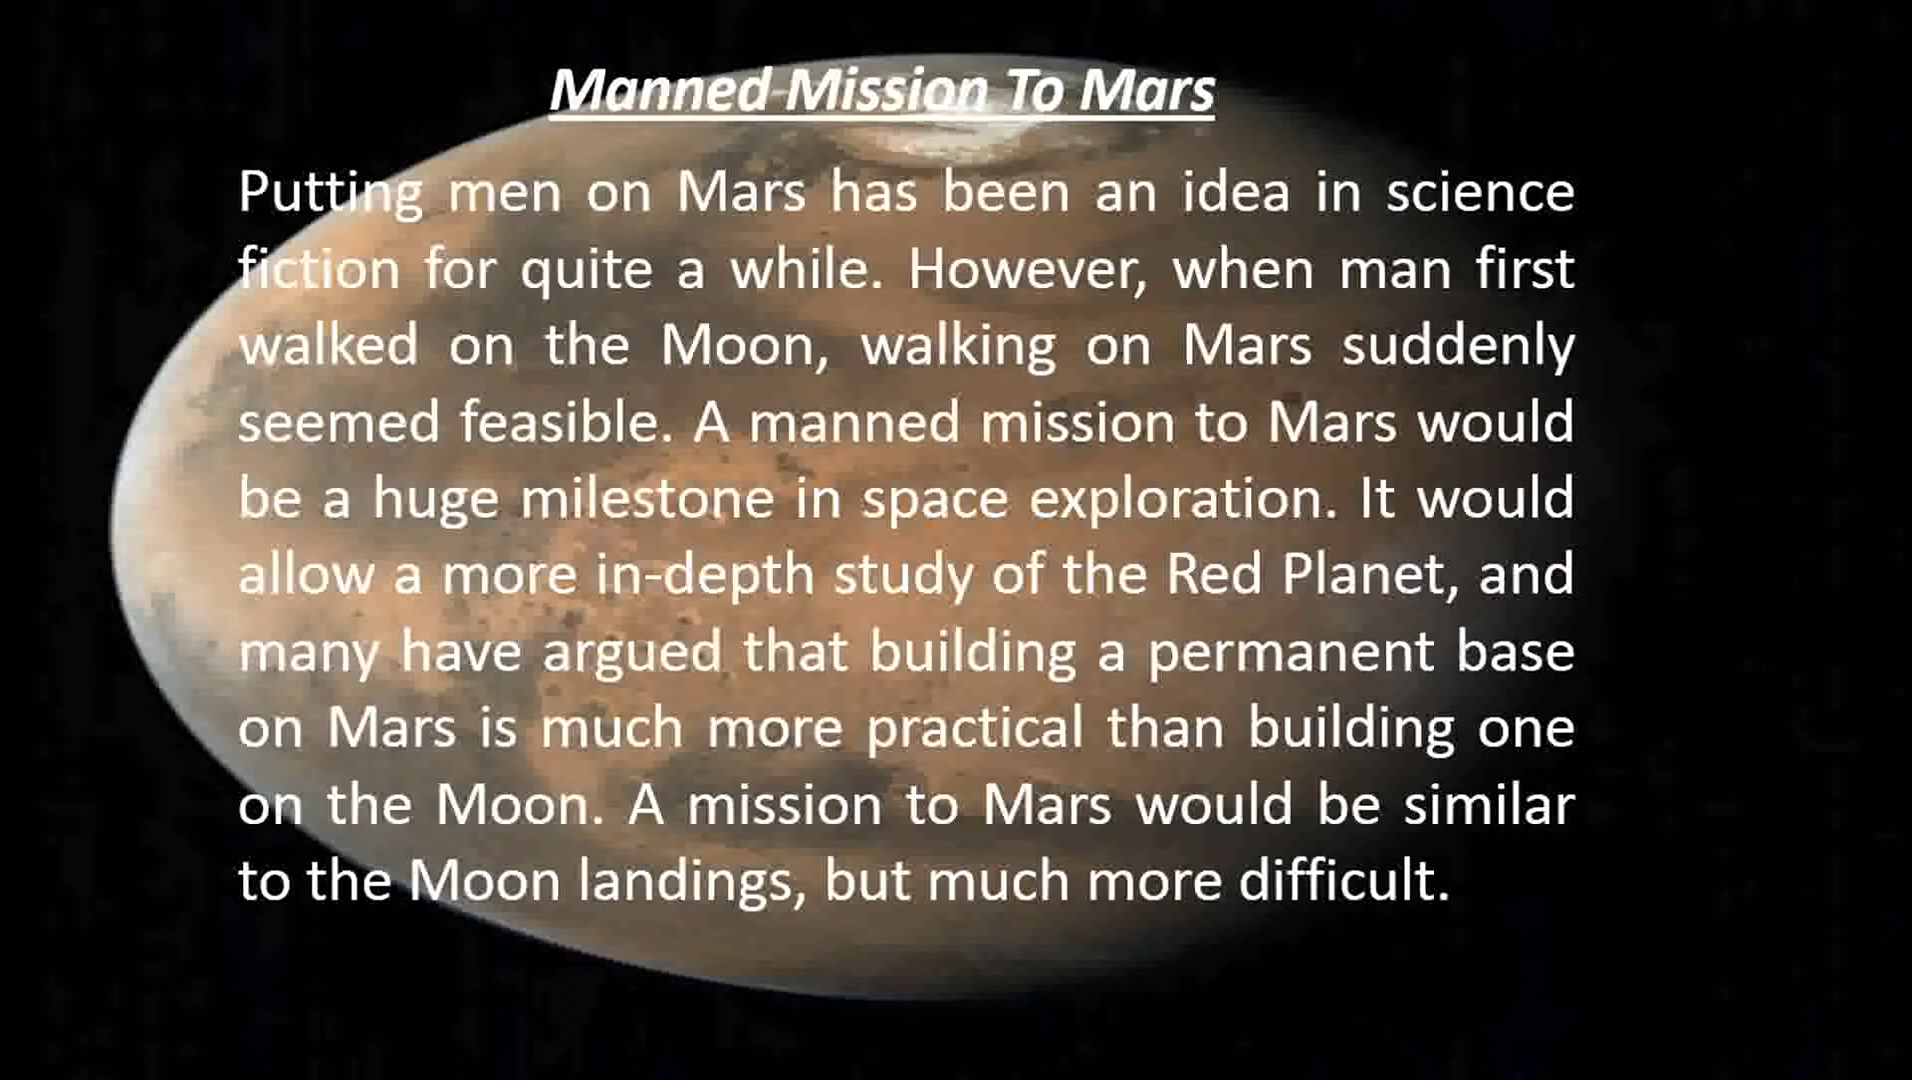 Manned Mission To Mars
Putting men on Mars has been an idea in science
fiction for quite a while. However, when man first
walked on the Moon, walking on Mars suddenly
seemed feasible. A manned mission to Mars would
be a huge milestone in space exploration. It would
allow a more in-depth study of the Red Planet, and
many have argued that building a permanent base
on Mars is much more practical than building one
on the Moon. A mission to Mars would be similar
to the Moon landings, but much more difficult.